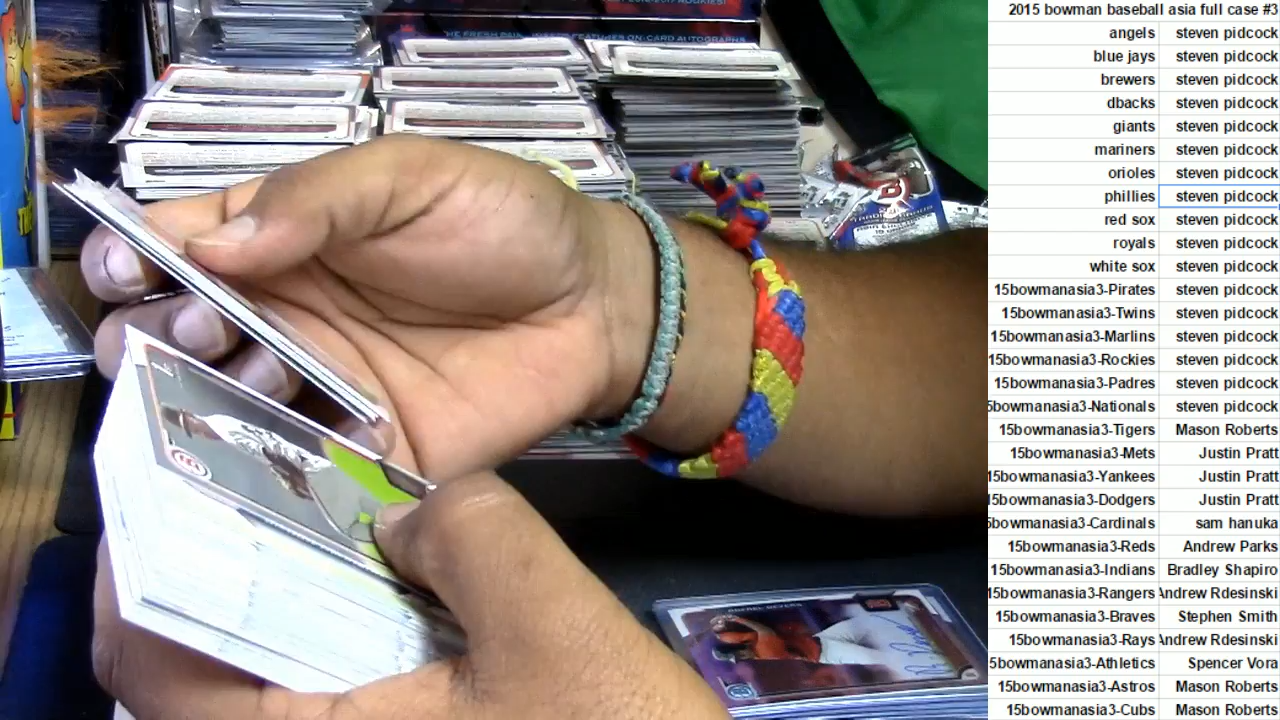 2015 bowman baseball asia full case #3
angels steven pidcock
blue jays steven pidcock
brewers steven pidcock
dbacks steven pidcock
giants steven pidcock
mariners steven pidcock
orioles steven pidcock
phillies steven pidcock
red sox steven pidcock
royals steven pidcock
white sox steven pidcock
15bowmanasia3-Pirates steven pidcock
15bowmanasia3-Twins steven pidcock
15bowmanasia3-Marlins steven pidcock
15bowmanasia3-Rockies steven pidcock
15bowmanasia3-Padres steven pidcock
5bowmanasia3-Nationals steven pidcock
15bowmanasia3-Tigers Mason Roberts
15bowmanasia3-Mets Justin Pratt
15bowmanasia3-Yankees Justin Pratt
15bowmanasia3-Dodgers Justin Pratt
5bowmanasia3-Cardinals sam hanuka
15bowmanasia3-Reds Andrew Parks
15bowmanasia3-Indians Bradley Shapiro
15bowmanasia3-Rangers Andrew Rdesinski
15bowmanasia3-Braves Stephen Smith
15bowmanasia3-Rays Andrew Rdesinski
5bowmanasia3-Athletics Spencer Vora
15bowmanasia3-Astros Mason Roberts
15bowmanasia3-Cubs Mason Roberts
FEATURES ON-CARD AUTOGRAPHS
RAFAEL DEVERS